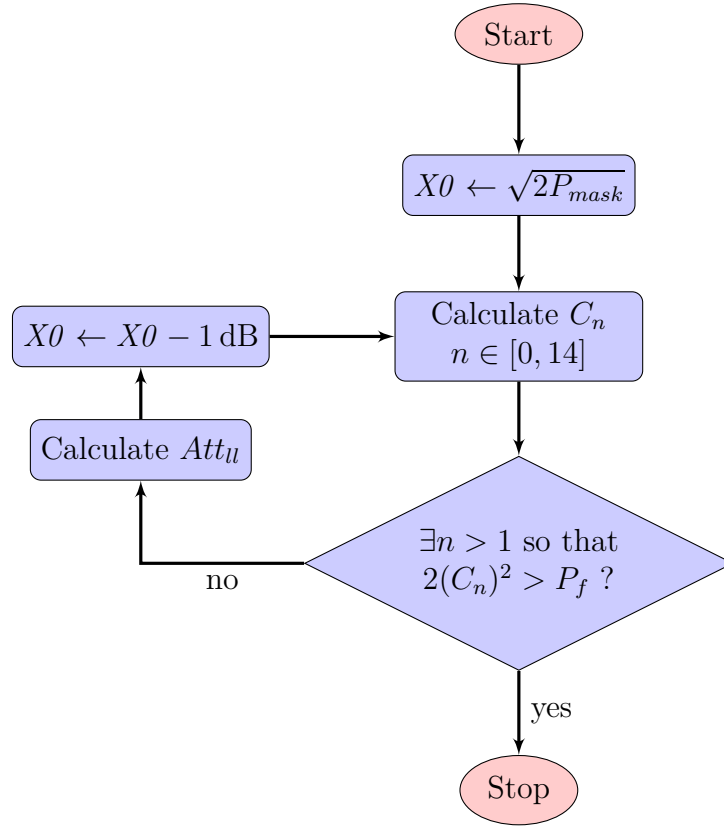 Start
X0 ← √2P_mask
Calculate C_n
n ∈ [0, 14]
X0 ← X0 − 1 dB
Calculate Att_ll
∃n > 1 so that
2(C_n)² > P_f ?
no
yes
Stop